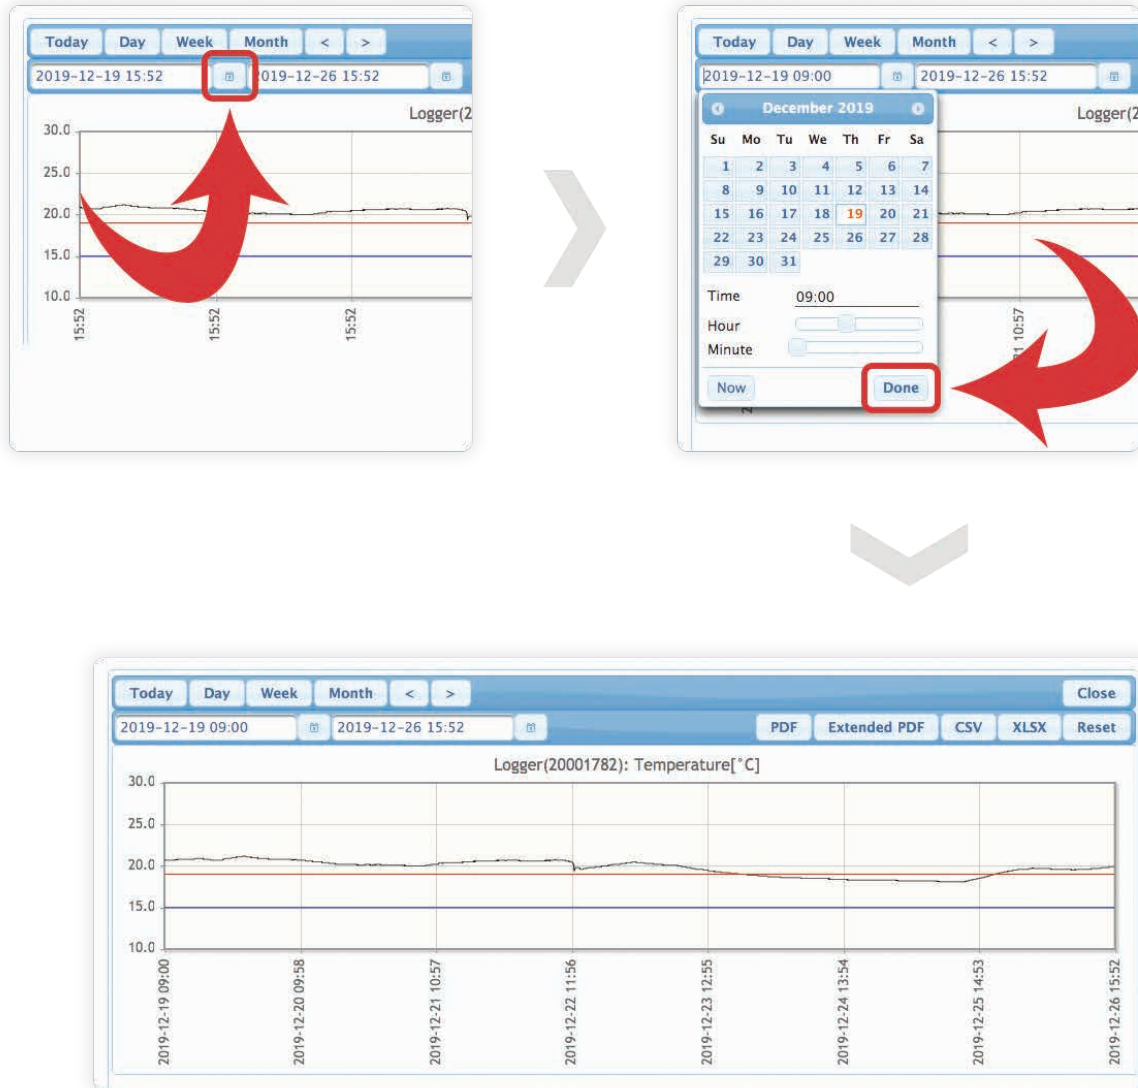 Today Day Week Month < >
2019-12-19 15:52 2019-12-26 15:52
Logger(2
30.0
25.0
20.0
15.0
10.0
15:52
15:52
15:52
Today Day Week Month < >
2019-12-19 09:00 2019-12-26 15:52
December 2019
Logger(2
Su Mo Tu We Th Fr Sa
1 2 3 4 5 6 7
8 9 10 11 12 13 14
15 16 17 18 19 20 21
22 23 24 25 26 27 28
29 30 31
Time 09:00
Hour
Minute
Now Done
10:57
Today Day Week Month < > Close
2019-12-19 09:00 2019-12-26 15:52 PDF Extended PDF CSV XLSX Reset
Logger(20001782): Temperature[°C]
30.0
25.0
20.0
15.0
10.0
2019-12-19 09:00
2019-12-20 09:58
2019-12-21 10:57
2019-12-22 11:56
2019-12-23 12:55
2019-12-24 13:54
2019-12-25 14:53
2019-12-26 15:52